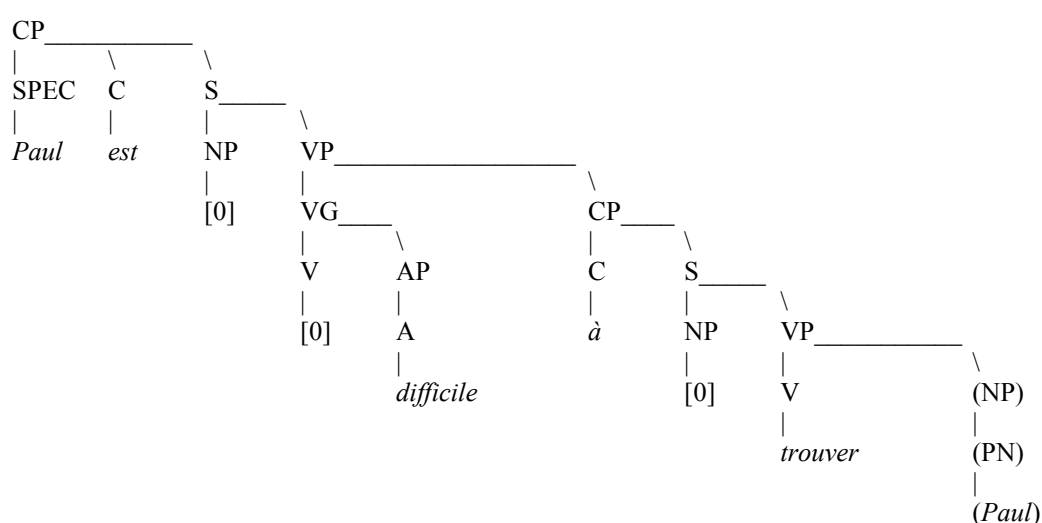 CP
SPEC C S
Paul est NP VP
[0] VG CP
V AP C S
[0] A à NP VP
difficile [0] V (NP)
trouver (PN)
(Paul)